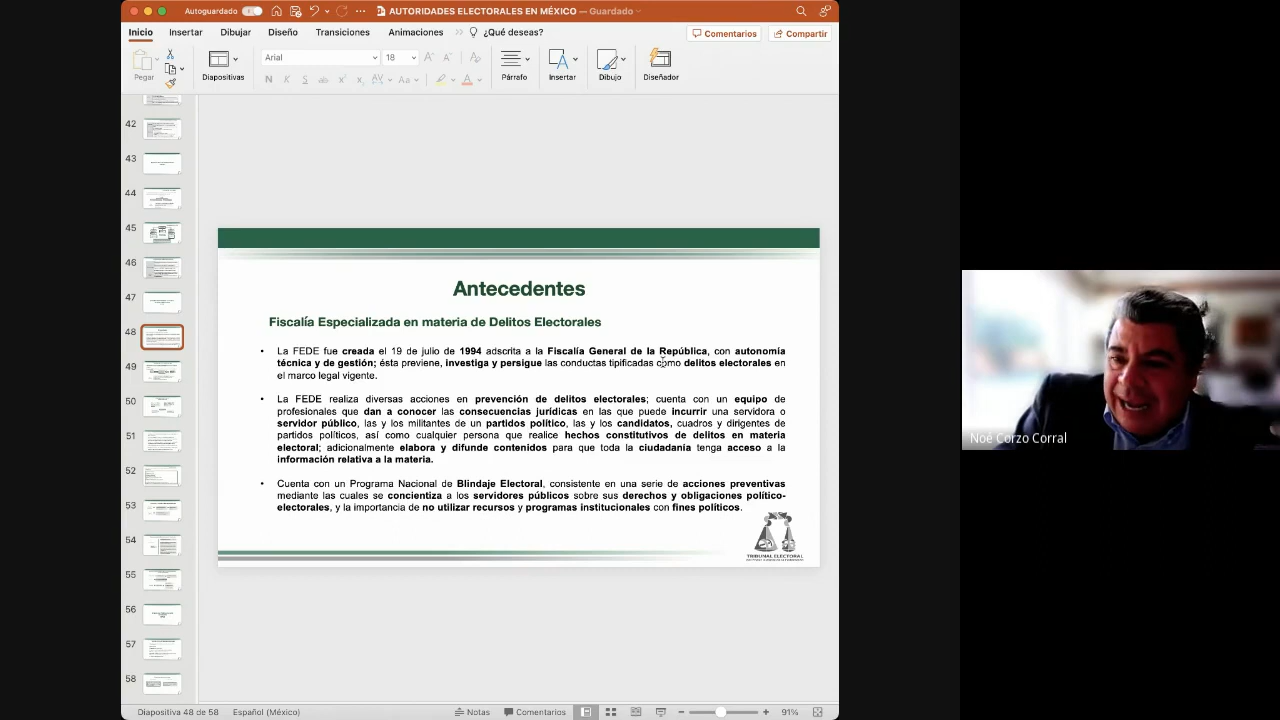 Autoguardado
AUTORIDADES ELECTORALES EN MÉXICO — Guardado
Inicio Insertar Dibujar Diseño Transiciones Animaciones ¿Qué deseas? Comentarios Compartir
Arial 18
Pegar Diapositivas N K S ab x x AV Aa A Párrafo Insertar Dibujo Diseñador
42
43
44
45
46
47
48
49
50
51
52
53
54
55
56
57
58
Antecedentes
Fiscalía Especializada en materia de Delitos Electorales
• La FEDE fue creada el 19 de julio de 1994 adscrita a la Fiscalía General de la República, con autonomía
técnica y de gestión; ésta previene, investiga y persigue las conductas tipificadas como delitos electorales en
el marco legal vigente.
• La FEDE realiza diversas acciones en prevención de delitos electorales; cuenta con un equipo de
profesionales que dan a conocer las consecuencias jurídicas en que puede incurrir una servidora o
servidor público, las y los militantes de un partido político, las y los candidatos, cuadros y dirigentes de
partidos políticos, así como cualquier persona que realice hechos constitutivos de delitos en materia
electoral; adicionalmente elabora y difunde contenidos para que toda la ciudadanía tenga acceso a la
información relativa a la materia.
• Cuenta con un Programa Nacional de Blindaje Electoral, consistente en una serie de acciones preventivas
mediante las cuales se concientiza a los servidores públicos en sus derechos y obligaciones político-
electorales, y la importancia de no utilizar recursos y programas institucionales con fines políticos.
TRIBUNAL ELECTORAL
Noé Corzo Corral
Diapositiva 48 de 58 Español (México) Notas Comentarios 91%